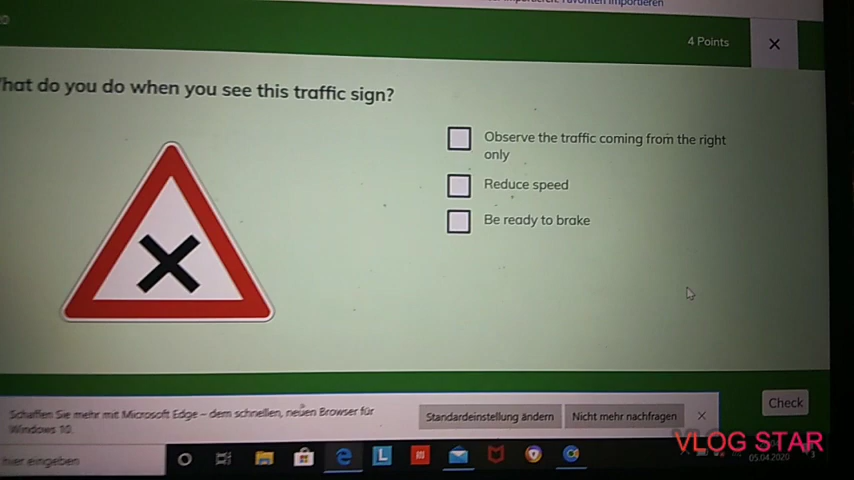 4 Points
hat do you do when you see this traffic sign?
Observe the traffic coming from the right
only
Reduce speed
Be ready to brake
Check
Schaffen Sie mehr mit Microsoft Edge – dem schnellen, neuen Browser für
Windows 10.
Standardeinstellung ändern
Nicht mehr nachfragen
hier eingeben
VLOG STAR
05.04.2020